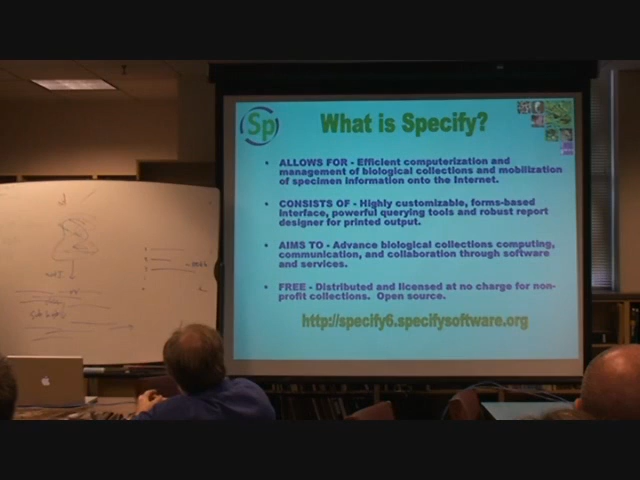 Sp
What is Specify?
• ALLOWS FOR - Efficient computerization and
management of biological collections and mobilization
of specimen information onto the Internet.
• CONSISTS OF - Highly customizable, forms-based
interface, powerful querying tools and robust report
designer for printed output.
• AIMS TO - Advance biological collections computing,
communication, and collaboration through software
and services.
• FREE - Distributed and licensed at no charge for non-
profit collections. Open source.
http://specify6.specifysoftware.org